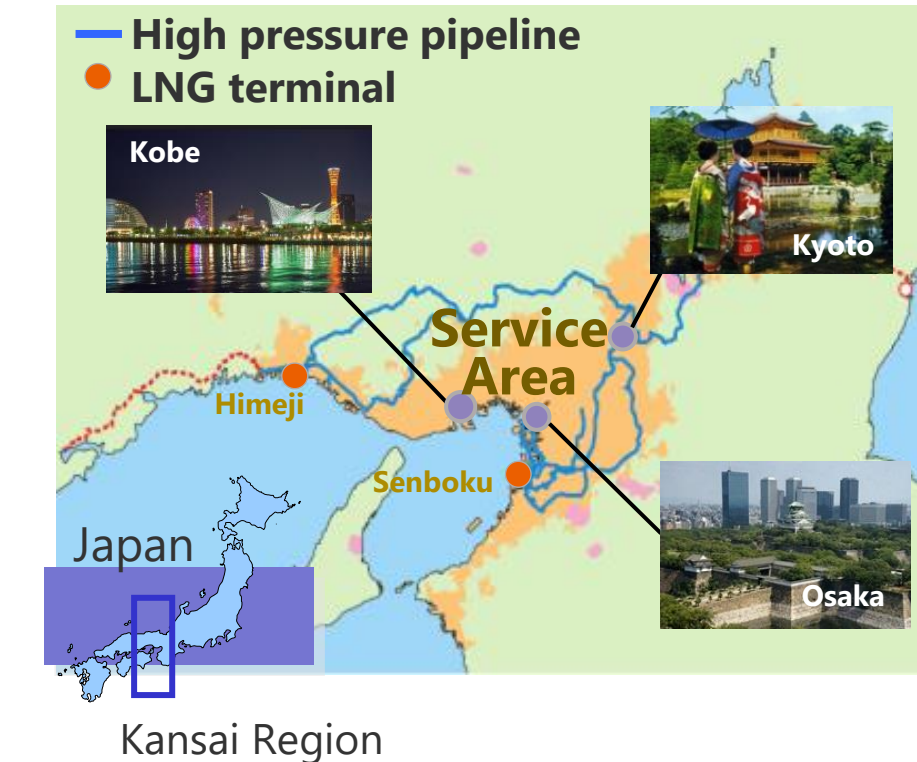 High pressure pipeline
LNG terminal
Kobe
Kyoto
Service
Area
Himeji
Senboku
Osaka
Japan
Kansai Region